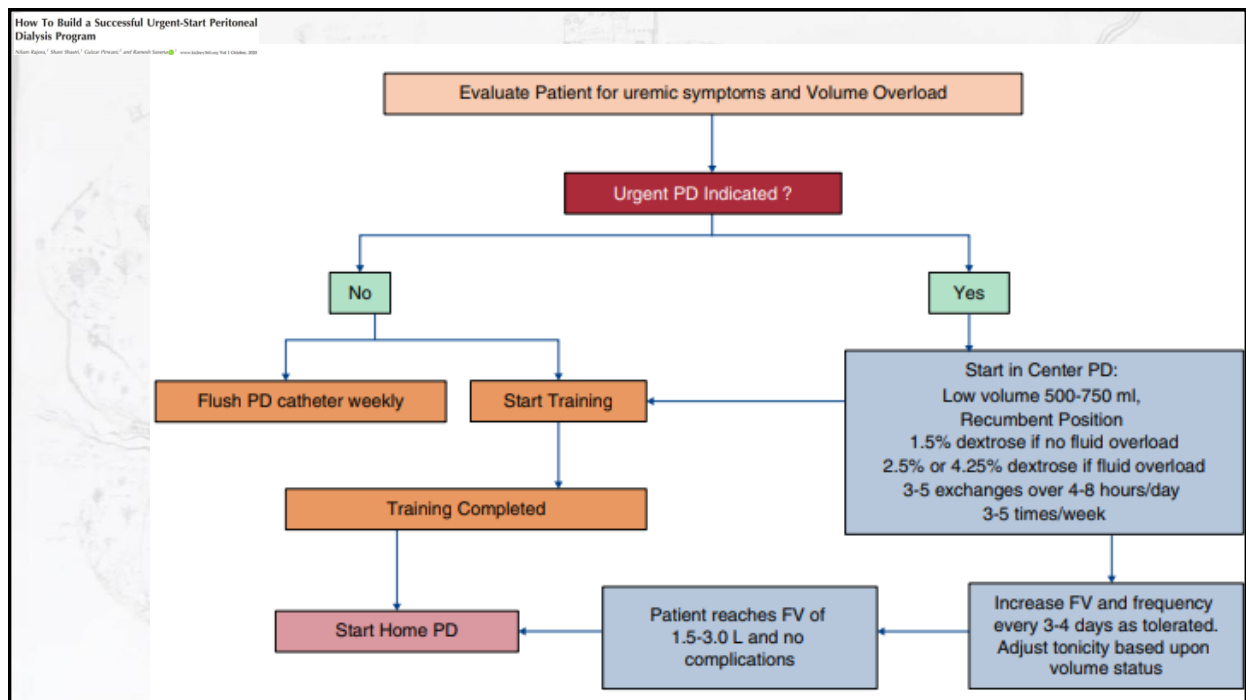 How To Build a Successful Urgent-Start Peritoneal
Dialysis Program
Evaluate Patient for uremic symptoms and Volume Overload
Urgent PD Indicated ?
No
Yes
Flush PD catheter weekly
Start Training
Start in Center PD:
Low volume 500-750 ml,
Recumbent Position
1.5% dextrose if no fluid overload
2.5% or 4.25% dextrose if fluid overload
3-5 exchanges over 4-8 hours/day
3-5 times/week
Training Completed
Start Home PD
Patient reaches FV of
1.5-3.0 L and no
complications
Increase FV and frequency
every 3-4 days as tolerated.
Adjust tonicity based upon
volume status